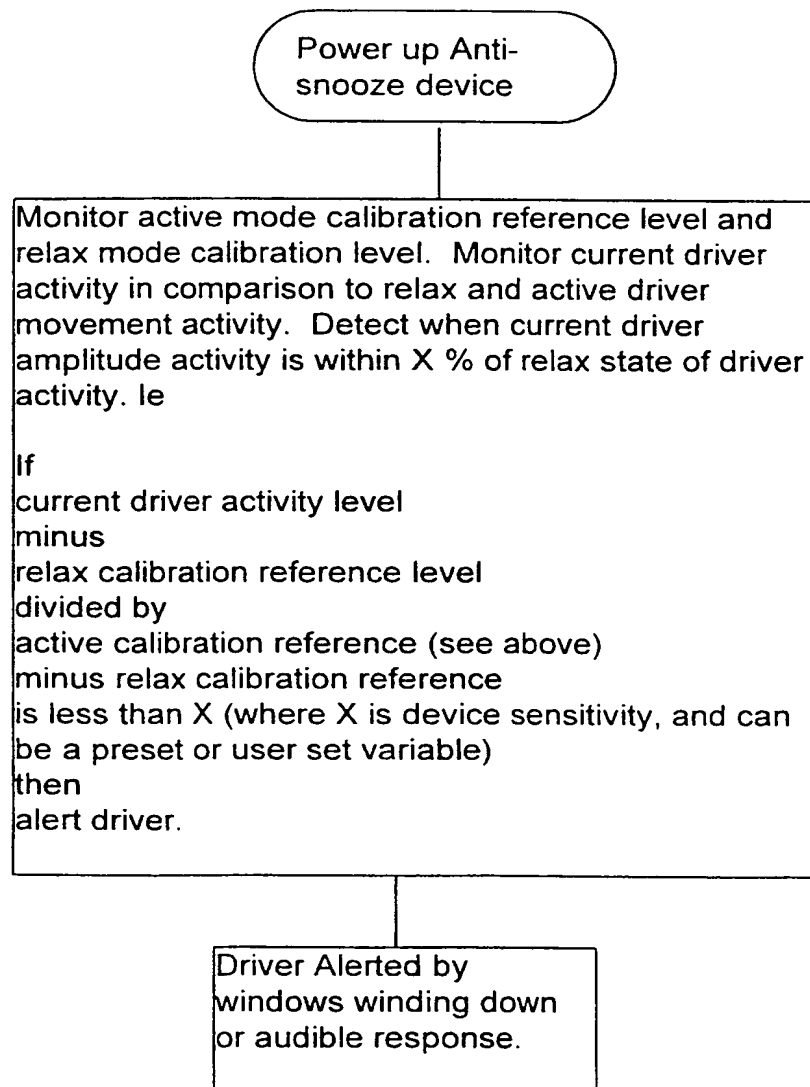 Power up Anti-
snooze device
Monitor active mode calibration reference level and
relax mode calibration level.  Monitor current driver
activity in comparison to relax and active driver
movement activity.  Detect when current driver
amplitude activity is within X % of relax state of driver
activity. Ie
If
current driver activity level
minus
relax calibration reference level
divided by
active calibration reference (see above)
minus relax calibration reference
is less than X (where X is device sensitivity, and can
be a preset or user set variable)
then
alert driver.
Driver Alerted by
windows winding down
or audible response.